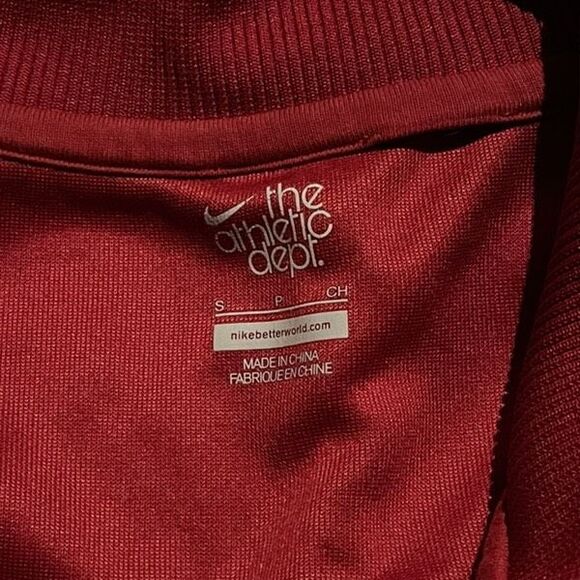 the
athletic
dept.
S P CH
nikebetterworld.com
MADE IN CHINA
FABRIQUE EN CHINE